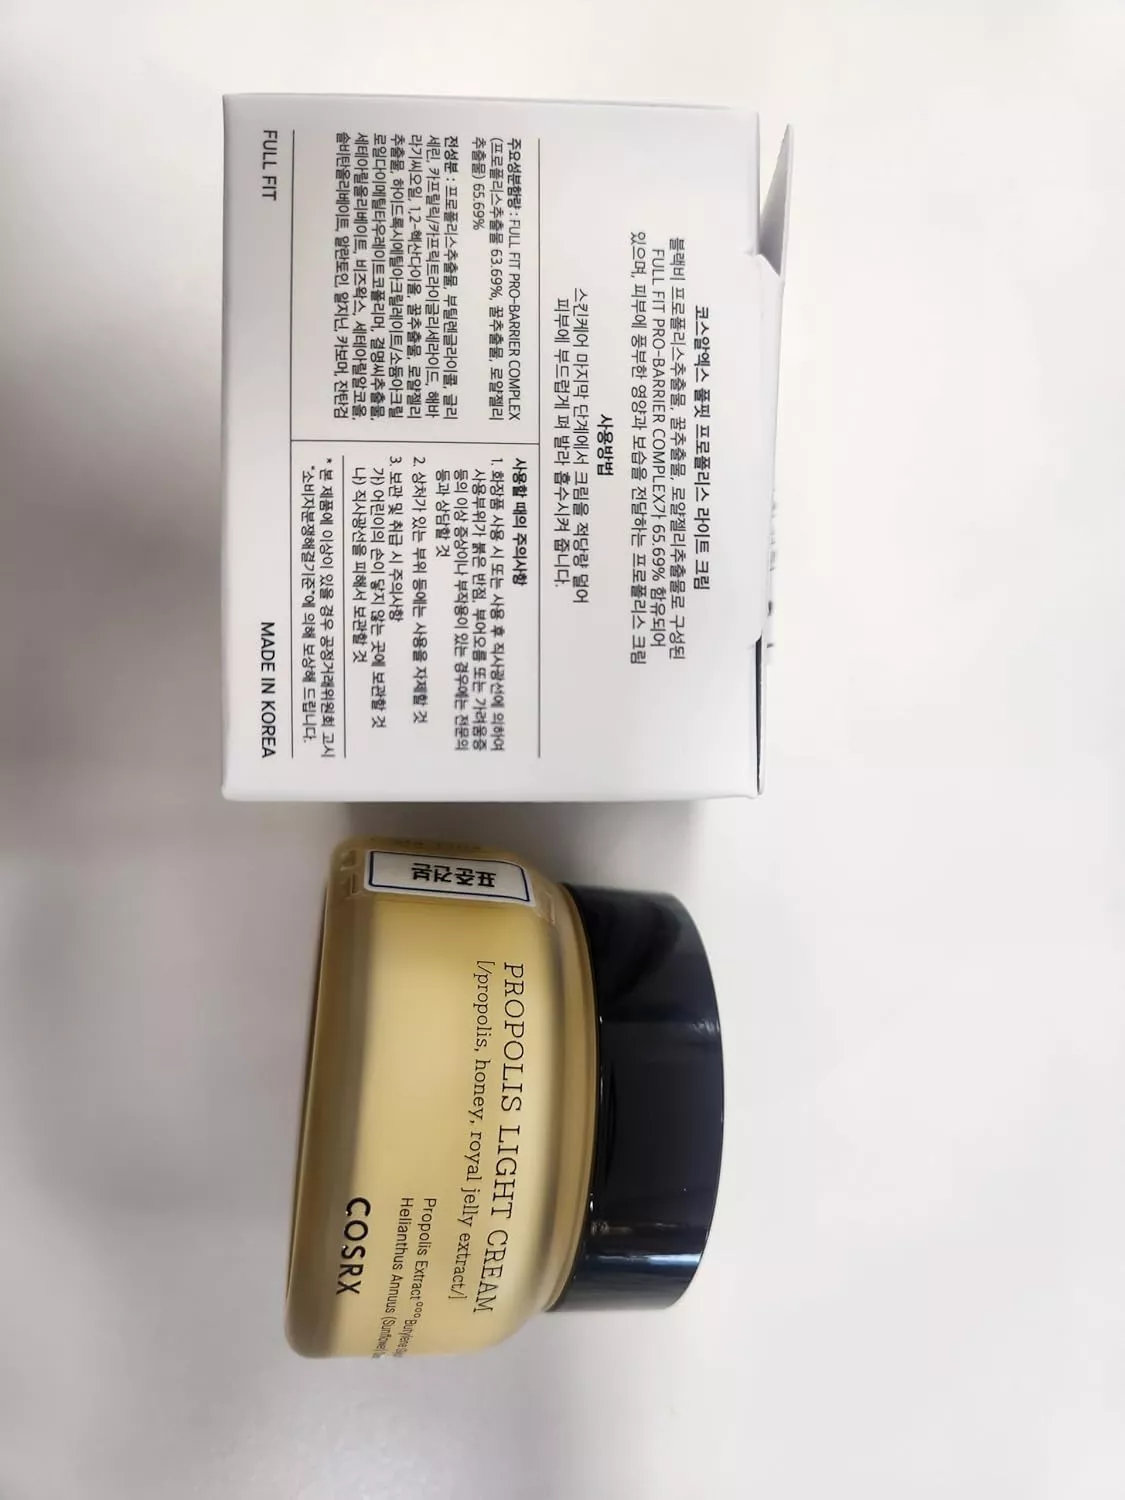 코스알엑스 풀핏 프로폴리스 라이트 크림
블랙비 프로폴리스추출물, 꿀추출물, 로얄젤리추출물로 구성된
FULL FIT PRO-BARRIER COMPLEX가 65.69% 함유되어
있으며, 피부에 풍부한 영양과 보습을 전달하는 프로폴리스 크림
사용방법
스킨케어 마지막 단계에서 크림을 적당량 덜어
피부에 부드럽게 펴 발라 흡수시켜 줍니다.
주요성분함량 : FULL FIT PRO-BARRIER COMPLEX
(프로폴리스추출물 63.69%, 꿀추출물, 로얄젤리
추출물) 65.69%
전성분 : 프로폴리스추출물, 부틸렌글라이콜, 글리
세린, 카프릴릭/카프릭트라이글리세라이드, 해바
라기씨오일, 1,2-헥산다이올, 꿀추출물, 로얄젤리
추출물, 하이드록시에틸아크릴레이트/소듐아크릴
로일다이메틸타우레이트코폴리머, 결명씨추출물,
세테아릴올리베이트, 비즈왁스, 세테아릴알코올,
솔비탄올리베이트, 알란토인, 알지닌, 카보머, 잔탄검
사용할 때의 주의사항
1. 화장품 사용 시 또는 사용 후 직사광선에 의하여
사용부위가 붉은 반점, 부어오름 또는 가려움증
등의 이상 증상이나 부작용이 있는 경우에는 전문의
등과 상담할 것
2. 상처가 있는 부위 등에는 사용을 자제할 것
3. 보관 및 취급 시 주의사항
가) 어린이의 손이 닿지 않는 곳에 보관할 것
나) 직사광선을 피해서 보관할 것
* 본 제품에 이상이 있을 경우 공정거래위원회 고시
"소비자분쟁해결기준"에 의해 보상해 드립니다.
FULL FIT
MADE IN KOREA
표준견본
PROPOLIS LIGHT CREAM
[/propolis, honey, royal jelly extract/]
Propolis Extract
Helianthus Annuus (Sunflower)
COSRX